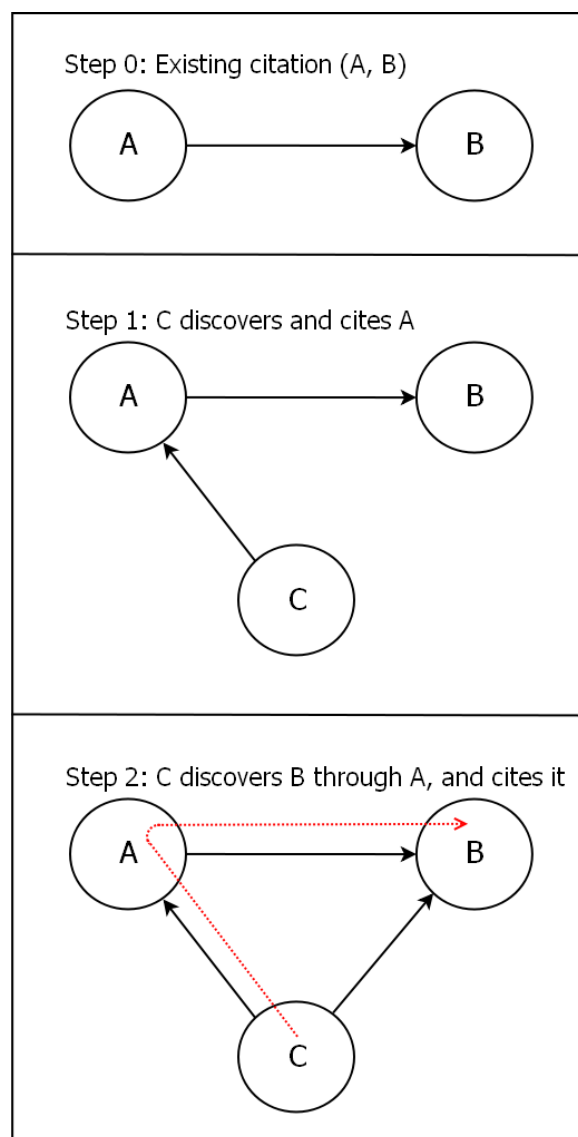 Step 0: Existing citation (A, B)
A
B
Step 1: C discovers and cites A
A
B
C
Step 2: C discovers B through A, and cites it
A
B
C